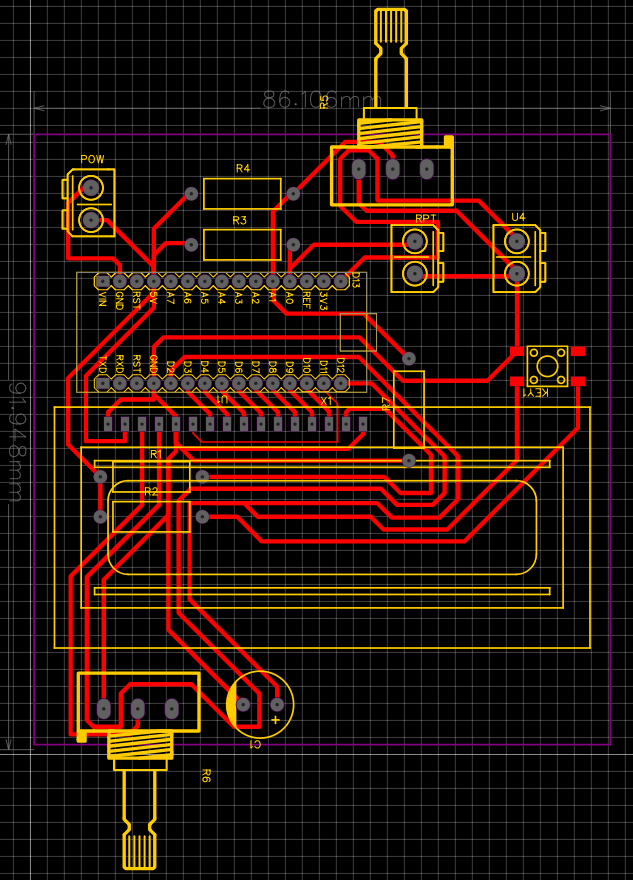 86.106mm
R5
POW
R4
R3
RPT
U4
D13
VIN
GND
RST
5V
A7
A6
A5
A4
A3
A2
A1
A0
REF
3V3
TXD
RXD
RST1
GND
D2
D3
D4
D5
D6
D7
D8
D9
D10
D11
D12
U1
X1
KEY1
91.948mm
R1
R2
C1
R6